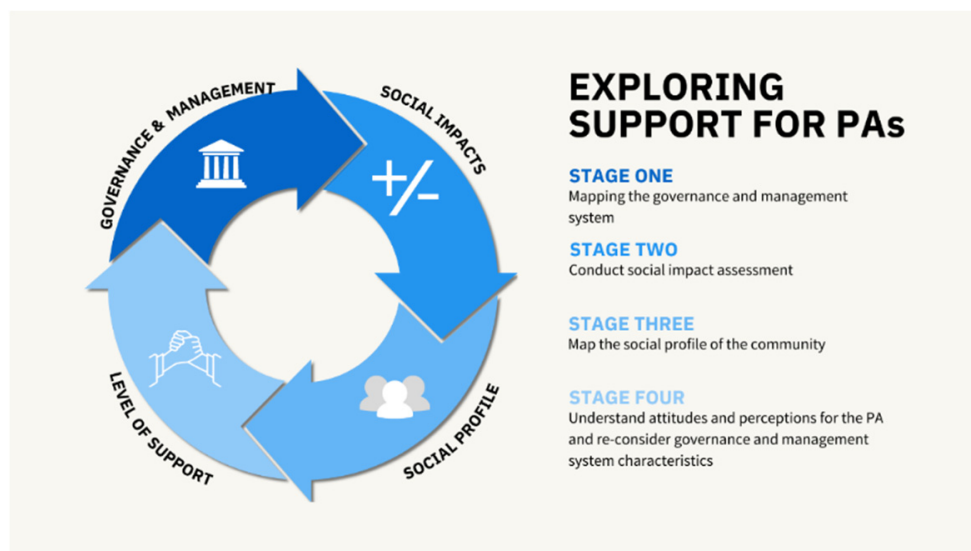 GOVERNANCE & MANAGEMENT
SOCIAL IMPACTS
+/-
SOCIAL PROFILE
LEVEL OF SUPPORT
EXPLORING
SUPPORT FOR PAs
STAGE ONE
Mapping the governance and management
system
STAGE TWO
Conduct social impact assessment
STAGE THREE
Map the social profile of the community
STAGE FOUR
Understand attitudes and perceptions for the PA
and re-consider governance and management
system characteristics